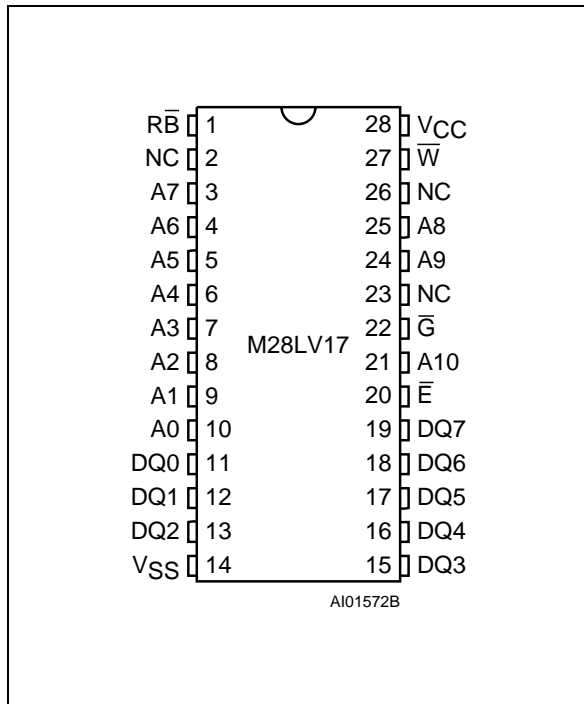 RB̅ 1 28 VCC
NC 2 27 W̅
A7 3 26 NC
A6 4 25 A8
A5 5 24 A9
A4 6 23 NC
A3 7 22 G̅
M28LV17
A2 8 21 A10
A1 9 20 E̅
A0 10 19 DQ7
DQ0 11 18 DQ6
DQ1 12 17 DQ5
DQ2 13 16 DQ4
VSS 14 15 DQ3
AI01572B